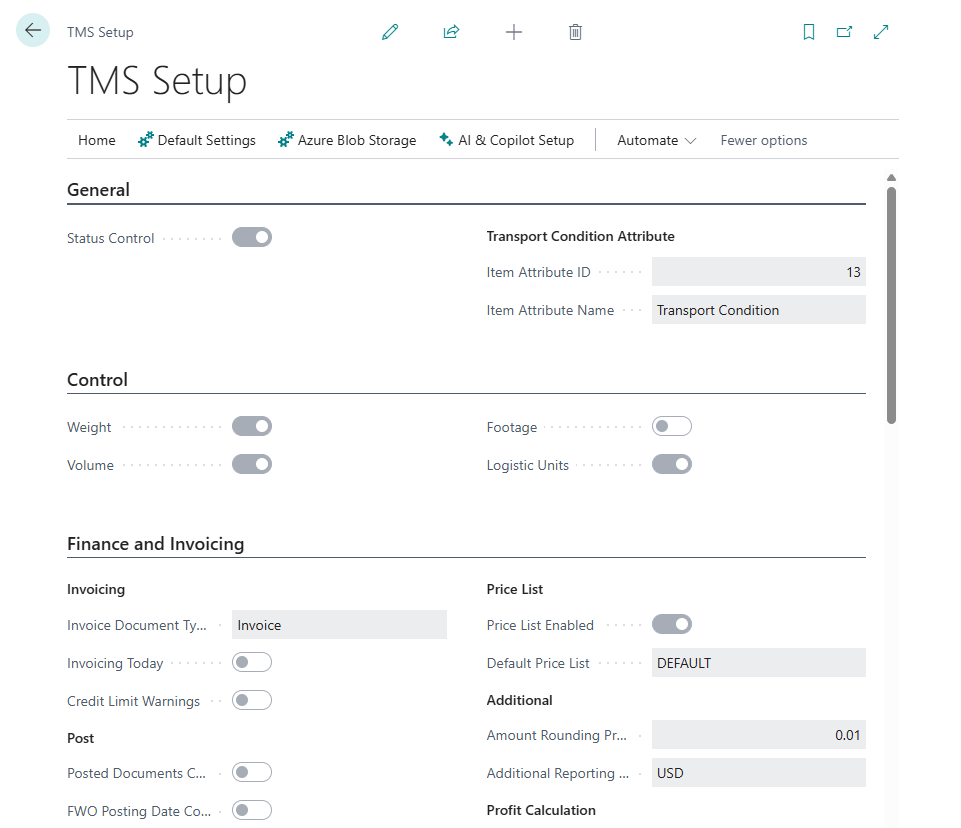 TMS Setup
TMS Setup
Home Default Settings Azure Blob Storage AI & Copilot Setup Automate Fewer options
General
Status Control
Transport Condition Attribute
Item Attribute ID 13
Item Attribute Name Transport Condition
Control
Weight
Volume
Footage
Logistic Units
Finance and Invoicing
Invoicing
Invoice Document Ty... Invoice
Invoicing Today
Credit Limit Warnings
Post
Posted Documents C...
FWO Posting Date Co...
Price List
Price List Enabled
Default Price List DEFAULT
Additional
Amount Rounding Pr... 0.01
Additional Reporting ... USD
Profit Calculation